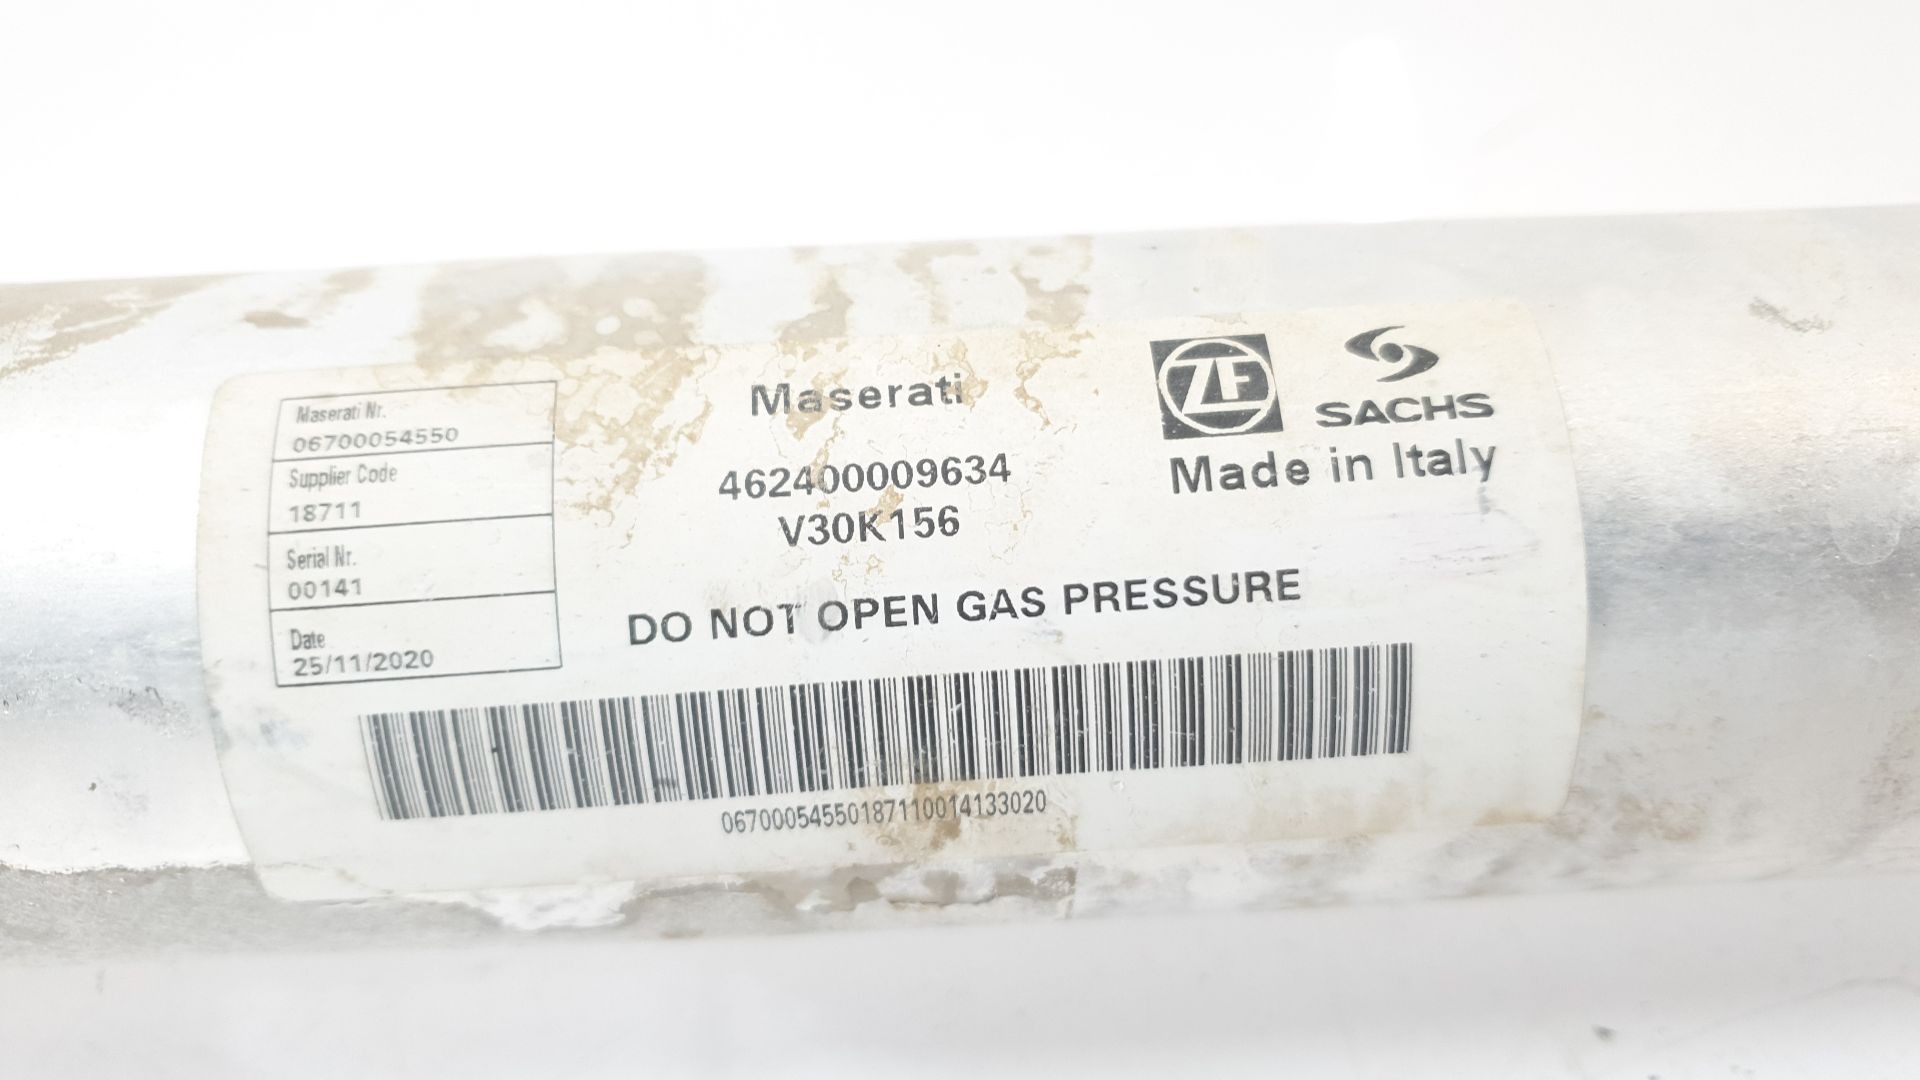 Maserati Nr.
06700054550
Supplier Code
18711
Serial Nr.
00141
Date
25/11/2020
Maserati
462400009634
V30K156
ZF
SACHS
Made in Italy
DO NOT OPEN GAS PRESSURE
06700054550187110014133020